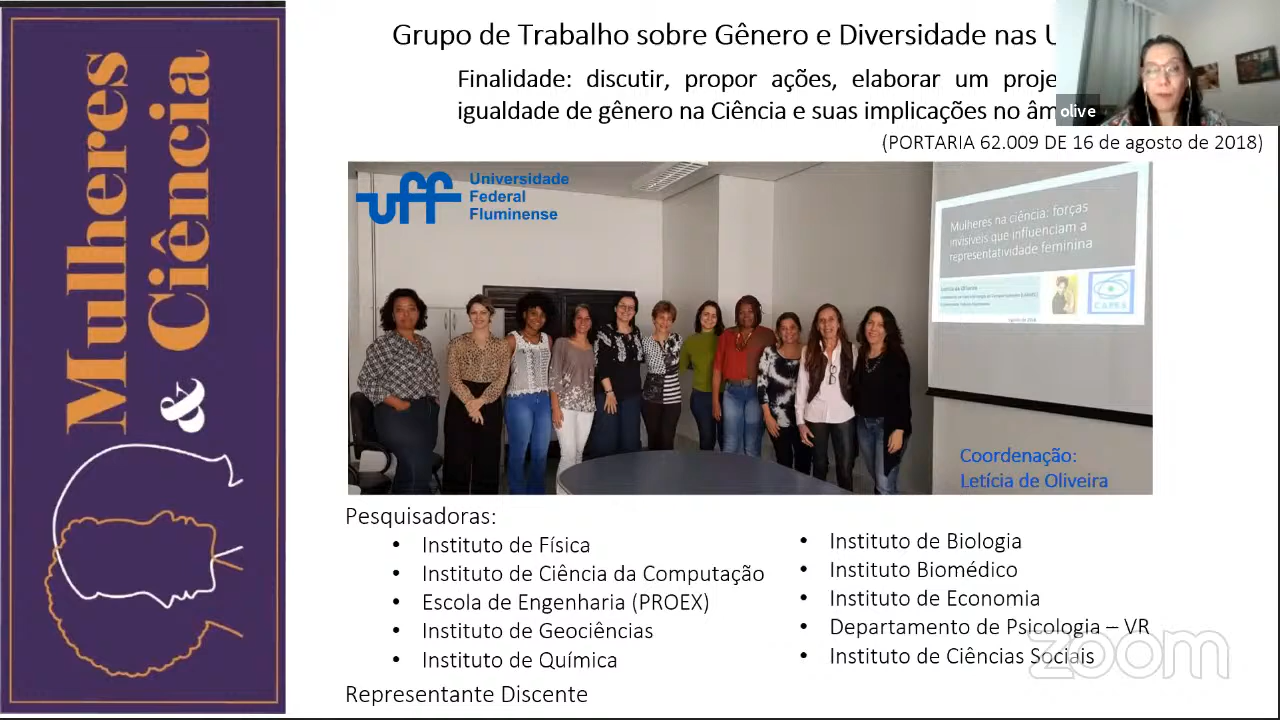 Mulheres
& Ciência
Grupo de Trabalho sobre Gênero e Diversidade nas U
Finalidade: discutir, propor ações, elaborar um proje
igualdade de gênero na Ciência e suas implicações no âm
(PORTARIA 62.009 DE 16 de agosto de 2018)
olive
uff
Universidade
Federal
Fluminense
Mulheres na ciência: forças
invisíveis que influenciam a
representatividade feminina
CAPES
Coordenação:
Letícia de Oliveira
Pesquisadoras:
• Instituto de Física
• Instituto de Ciência da Computação
• Escola de Engenharia (PROEX)
• Instituto de Geociências
• Instituto de Química
• Instituto de Biologia
• Instituto Biomédico
• Instituto de Economia
• Departamento de Psicologia – VR
• Instituto de Ciências Sociais
Representante Discente
zoom